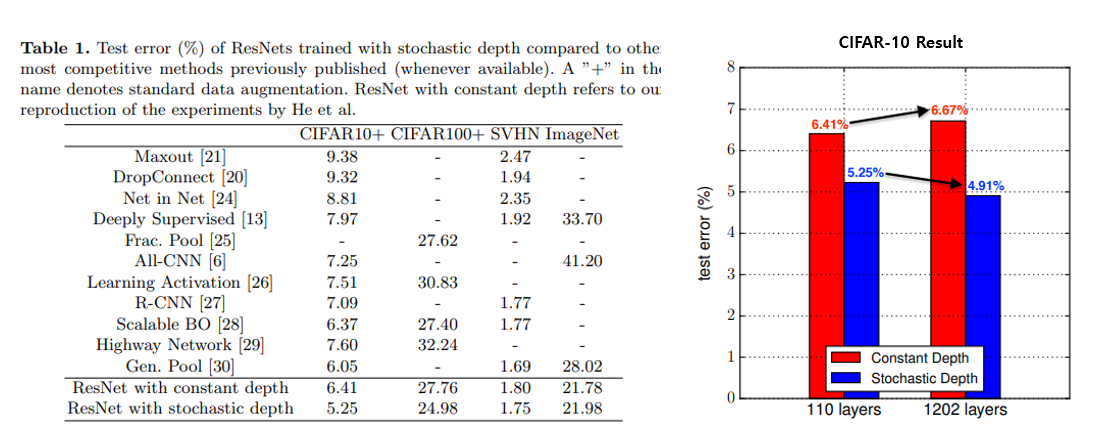 Table 1. Test error (%) of ResNets trained with stochastic depth compared to othe
most competitive methods previously published (whenever available). A "+" in the
name denotes standard data augmentation. ResNet with constant depth refers to ou
reproduction of the experiments by He et al.
CIFAR10+ CIFAR100+ SVHN ImageNet
Maxout [21] 9.38 - 2.47 -
DropConnect [20] 9.32 - 1.94 -
Net in Net [24] 8.81 - 2.35 -
Deeply Supervised [13] 7.97 - 1.92 33.70
Frac. Pool [25] - 27.62 - -
All-CNN [6] 7.25 - - 41.20
Learning Activation [26] 7.51 30.83 - -
R-CNN [27] 7.09 - 1.77 -
Scalable BO [28] 6.37 27.40 1.77 -
Highway Network [29] 7.60 32.24 - -
Gen. Pool [30] 6.05 - 1.69 28.02
ResNet with constant depth 6.41 27.76 1.80 21.78
ResNet with stochastic depth 5.25 24.98 1.75 21.98
CIFAR-10 Result
8
7
6
5
4
3
2
1
0
test error (%)
6.41%
6.67%
5.25%
4.91%
Constant Depth
Stochastic Depth
110 layers
1202 layers